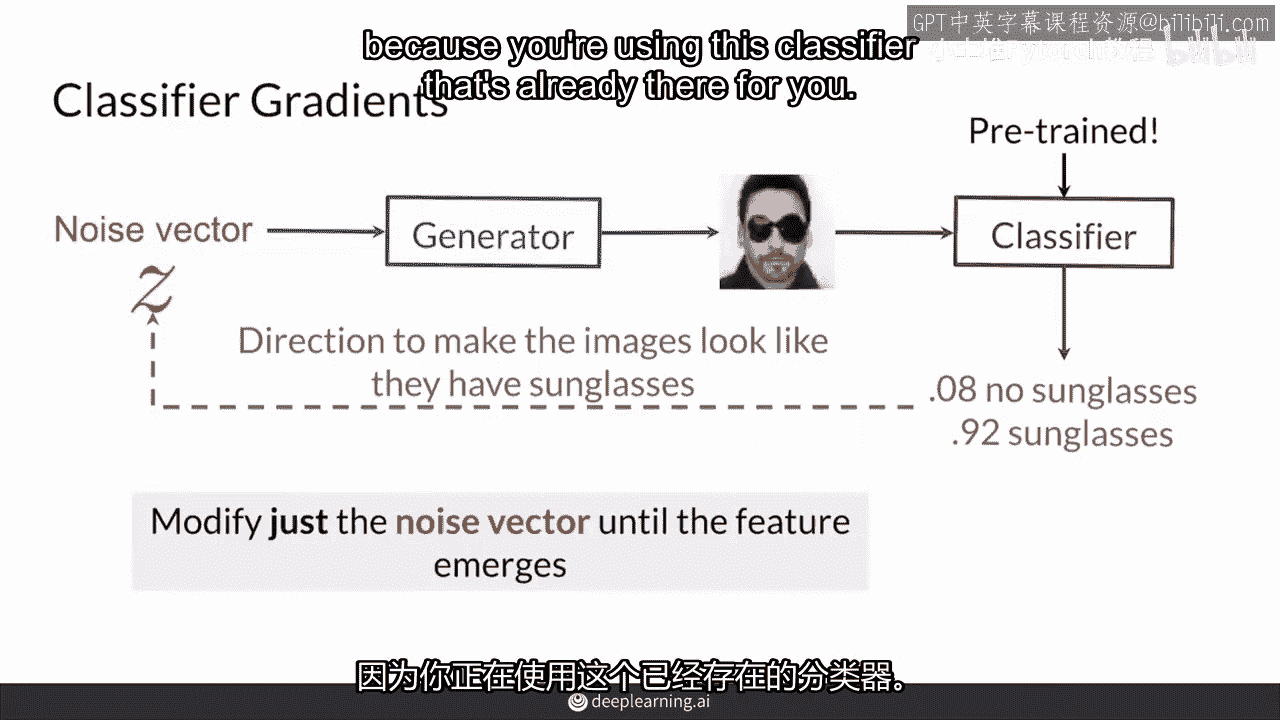 GPT中英字幕课程资源@bilibili.com
because you're using this classifier
that's already there for you.
Classifier Gradients
Pre-trained!
Noise vector
z
Generator
Classifier
Direction to make the images look like
they have sunglasses
.08 no sunglasses
.92 sunglasses
Modify just the noise vector until the feature
emerges
因为你正在使用这个已经存在的分类器。
deeplearning.ai